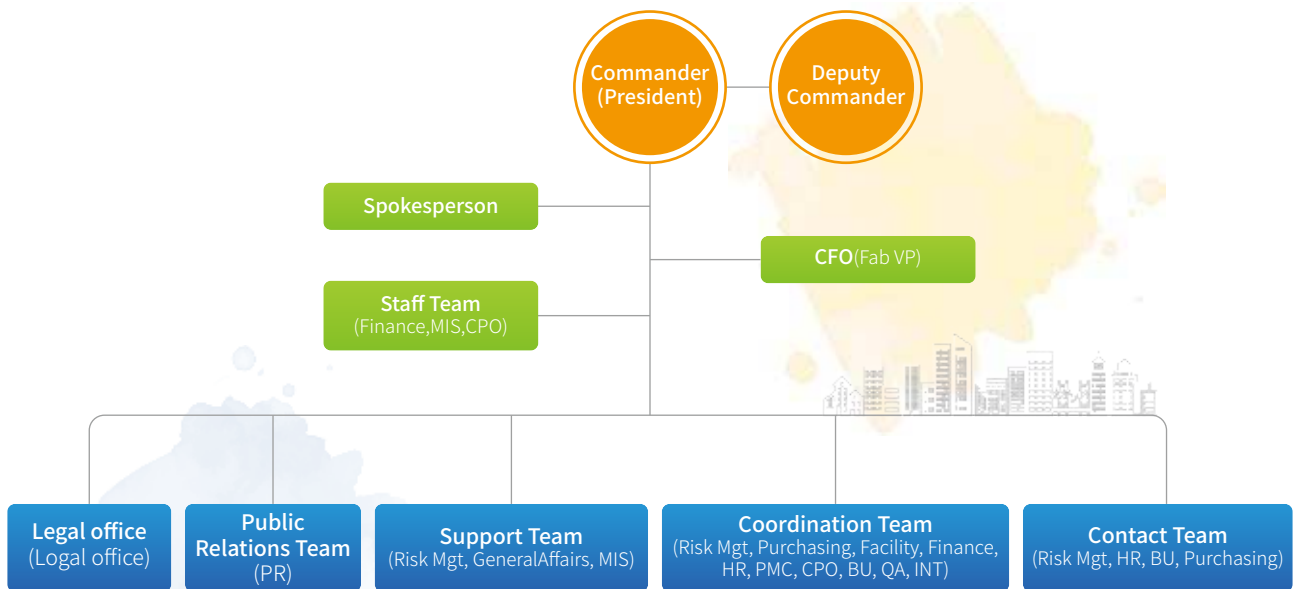 Commander
(President)
Deputy
Commander
Spokesperson
CFO(Fab VP)
Staff Team
(Finance,MIS,CPO)
Legal office
(Logal office)
Public
Relations Team
(PR)
Support Team
(Risk Mgt, GeneralAffairs, MIS)
Coordination Team
(Risk Mgt, Purchasing, Facility, Finance,
HR, PMC, CPO, BU, QA, INT)
Contact Team
(Risk Mgt, HR, BU, Purchasing)